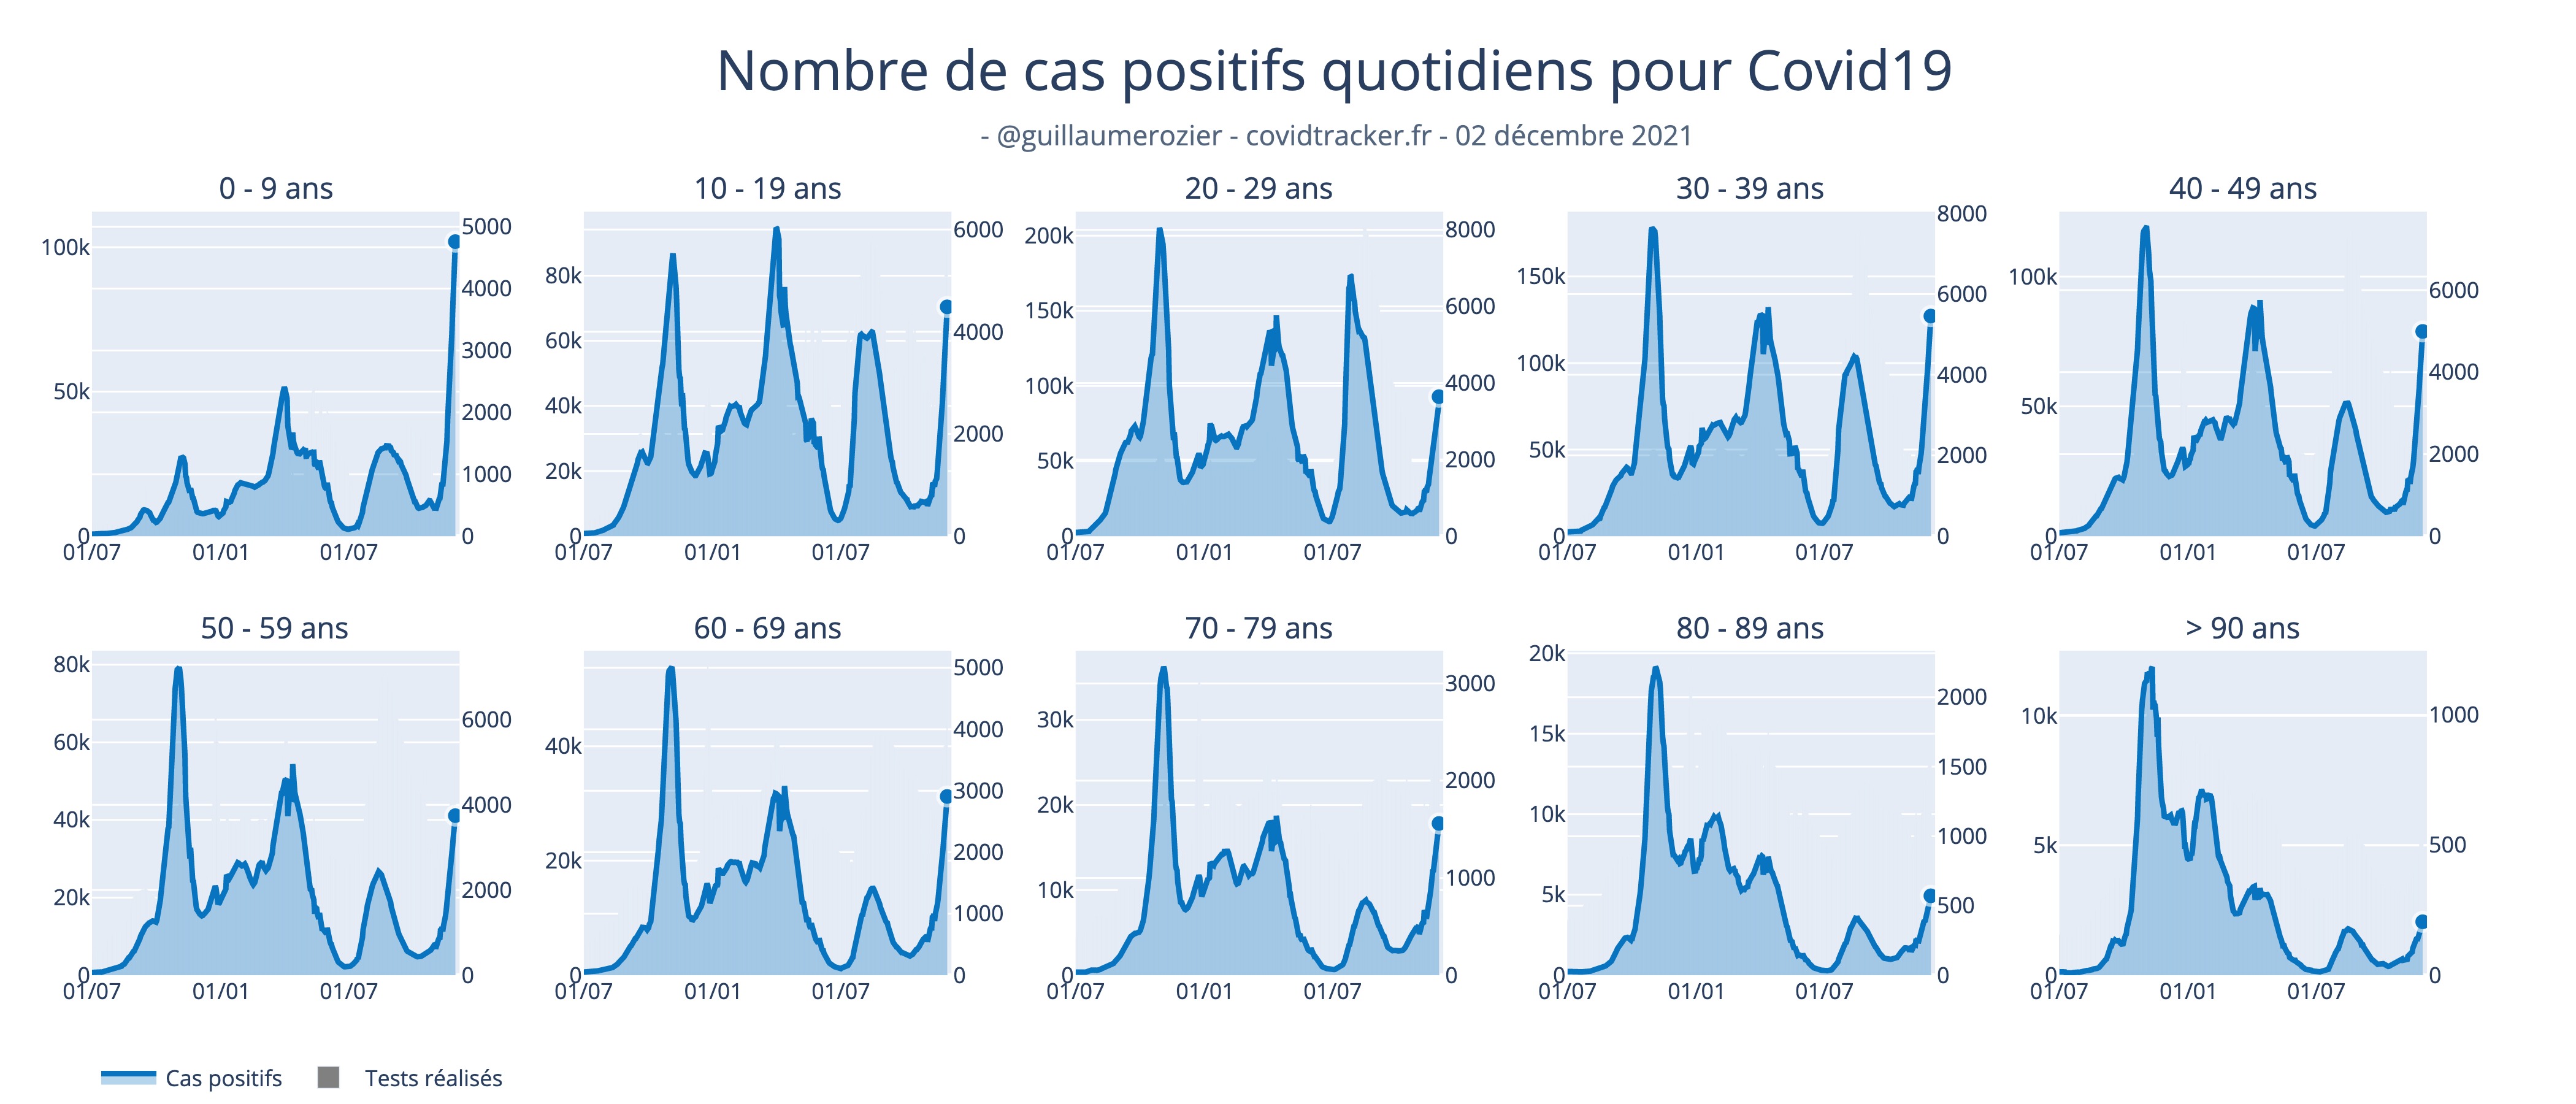 Nombre de cas positifs quotidiens pour Covid19
- @guillaumerozier - covidtracker.fr - 02 décembre 2021
0 - 9 ans
10 - 19 ans
20 - 29 ans
30 - 39 ans
40 - 49 ans
100k
50k
0
5000
4000
3000
2000
1000
0
01/07
01/01
01/07
80k
60k
40k
20k
0
6000
4000
2000
0
01/07
01/01
01/07
200k
150k
100k
50k
0
8000
6000
4000
2000
0
01/07
01/01
01/07
150k
100k
50k
0
8000
6000
4000
2000
0
01/07
01/01
01/07
100k
50k
0
6000
4000
2000
0
01/07
01/01
01/07
50 - 59 ans
60 - 69 ans
70 - 79 ans
80 - 89 ans
> 90 ans
80k
60k
40k
20k
0
6000
4000
2000
0
01/07
01/01
01/07
40k
20k
0
5000
4000
3000
2000
1000
0
01/07
01/01
01/07
30k
20k
10k
0
3000
2000
1000
0
01/07
01/01
01/07
20k
15k
10k
5k
0
2000
1500
1000
500
0
01/07
01/01
01/07
10k
5k
0
1000
500
0
01/07
01/01
01/07
Cas positifs
Tests réalisés